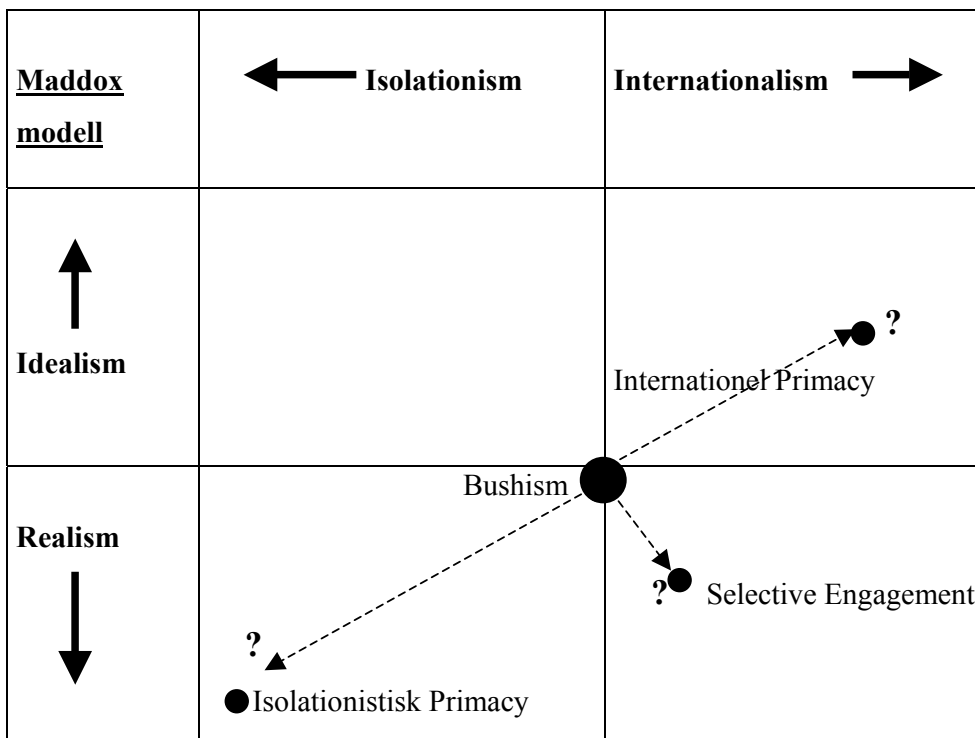 Maddox
modell
Isolationism
Internationalism
Idealism
?
Internationel Primacy
Bushism
Realism
?
Selective Engagement
?
Isolationistisk Primacy